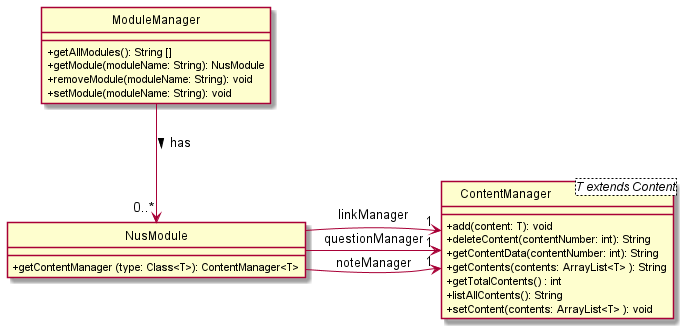 ModuleManager
+getAllModules(): String []
+getModule(moduleName: String): NusModule
+removeModule(moduleName: String): void
+setModule(moduleName: String): void
has
0..*
NusModule
+getContentManager (type: Class<T>): ContentManager<T>
linkManager 1
questionManager 1
noteManager 1
T extends Content
ContentManager
+add(content: T): void
+deleteContent(contentNumber: int): String
+getContentData(contentNumber: int): String
+getContents(contents: ArrayList<T> ): String
+getTotalContents() : int
+listAllContents(): String
+setContent(contents: ArrayList<T> ): void